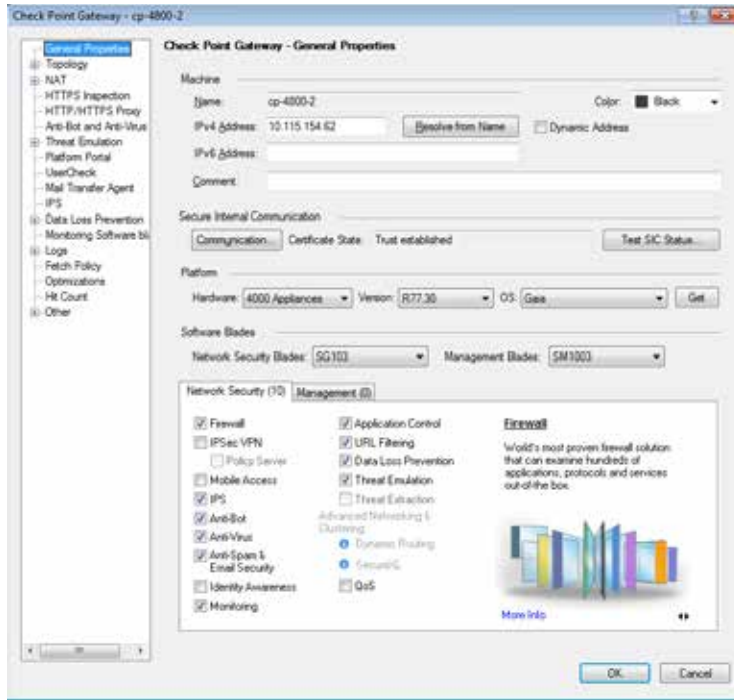 Check Point Gateway - cp-4800-2
General Properties
Topology
NAT
HTTPS Inspection
HTTP/HTTPS Proxy
Anti-Bot and Anti-Virus
Threat Emulation
Platform Portal
UserCheck
Mail Transfer Agent
IPS
Data Loss Prevention
Monitoring Software bl
Logs
Fetch Policy
Optimizations
Hit Count
Other
Check Point Gateway - General Properties
Machine
Name: cp-4800-2 Color: Black
IPv4 Address: 10.115.154.62 Resolve from Name Dynamic Address
IPv6 Address:
Comment:
Secure Internal Communication
Communication... Certificate State: Trust established Test SIC Status...
Platform
Hardware: 4000 Appliances Version: R77.30 OS: Gaia Get
Software Blades
Network Security Blades: SG103 Management Blades: SM1003
Network Security (10) Management (0)
Firewall
IPSec VPN
Policy Server
Mobile Access
IPS
Anti-Bot
Anti-Virus
Anti-Spam &
Email Security
Identity Awareness
Monitoring
Application Control
URL Filtering
Data Loss Prevention
Threat Emulation
Threat Extraction
Advanced Networking &
Clustering:
Dynamic Routing
SecureXL
QoS
Firewall
World's most proven firewall solution
that can examine hundreds of
applications, protocols and services
out-of-the box.
More Info
OK Cancel